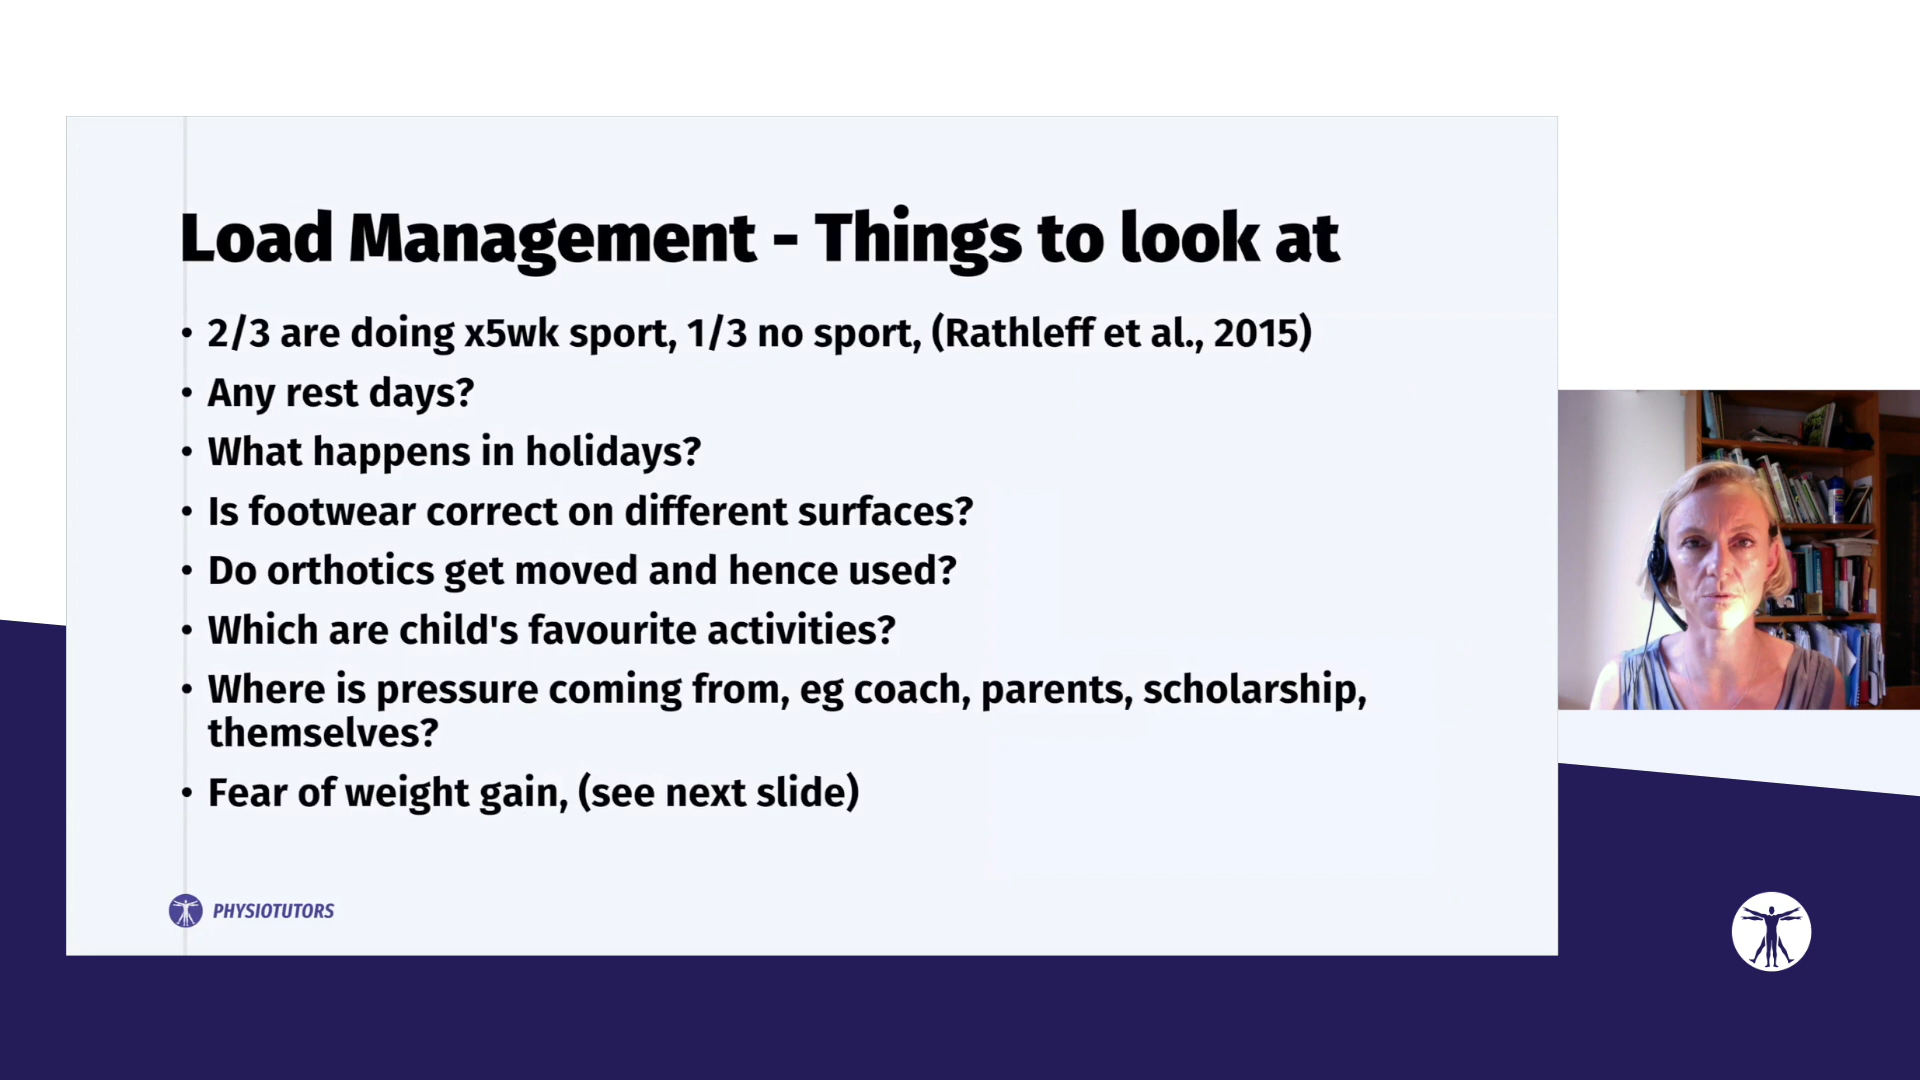 Load Management - Things to look at
• 2/3 are doing x5wk sport, 1/3 no sport, (Rathleff et al., 2015)
• Any rest days?
• What happens in holidays?
• Is footwear correct on different surfaces?
• Do orthotics get moved and hence used?
• Which are child's favourite activities?
• Where is pressure coming from, eg coach, parents, scholarship,
themselves?
• Fear of weight gain, (see next slide)
PHYSIOTUTORS